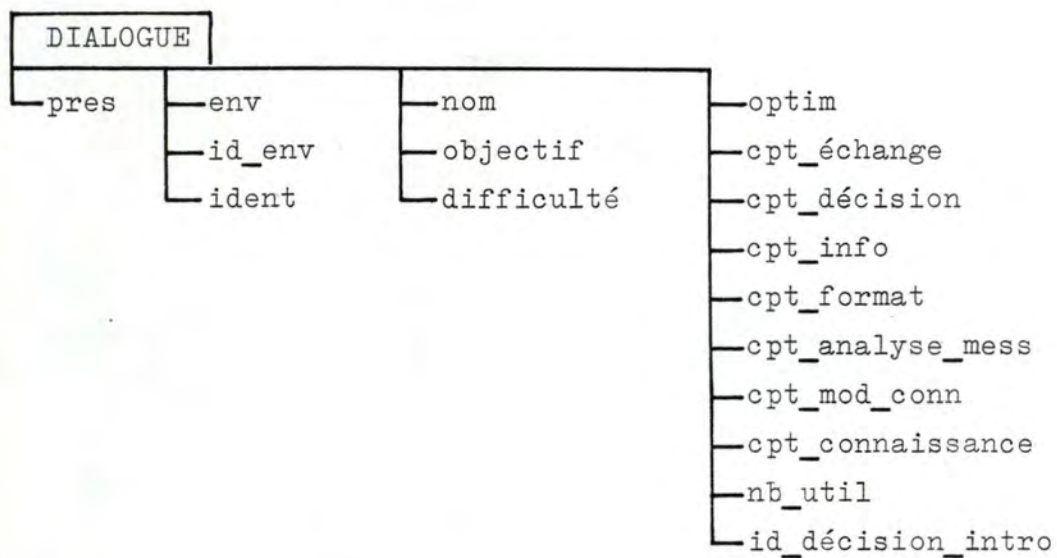 DIALOGUE
pres
env
id_env
ident
nom
objectif
difficulté
optim
cpt_échange
cpt_décision
cpt_info
cpt_format
cpt_analyse_mess
cpt_mod_conn
cpt_connaissance
nb_util
id_décision_intro